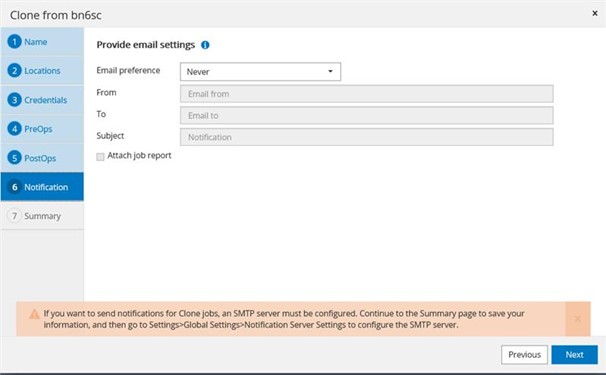 Clone from bn6sc
x
1 Name
2 Locations
3 Credentials
4 PreOps
5 PostOps
6 Notification
7 Summary
Provide email settings i
Email preference Never
From Email from
To Email to
Subject Notification
Attach job report
If you want to send notifications for Clone jobs, an SMTP server must be configured. Continue to the Summary page to save your
information, and then go to Settings>Global Settings>Notification Server Settings to configure the SMTP server.
x
Previous Next